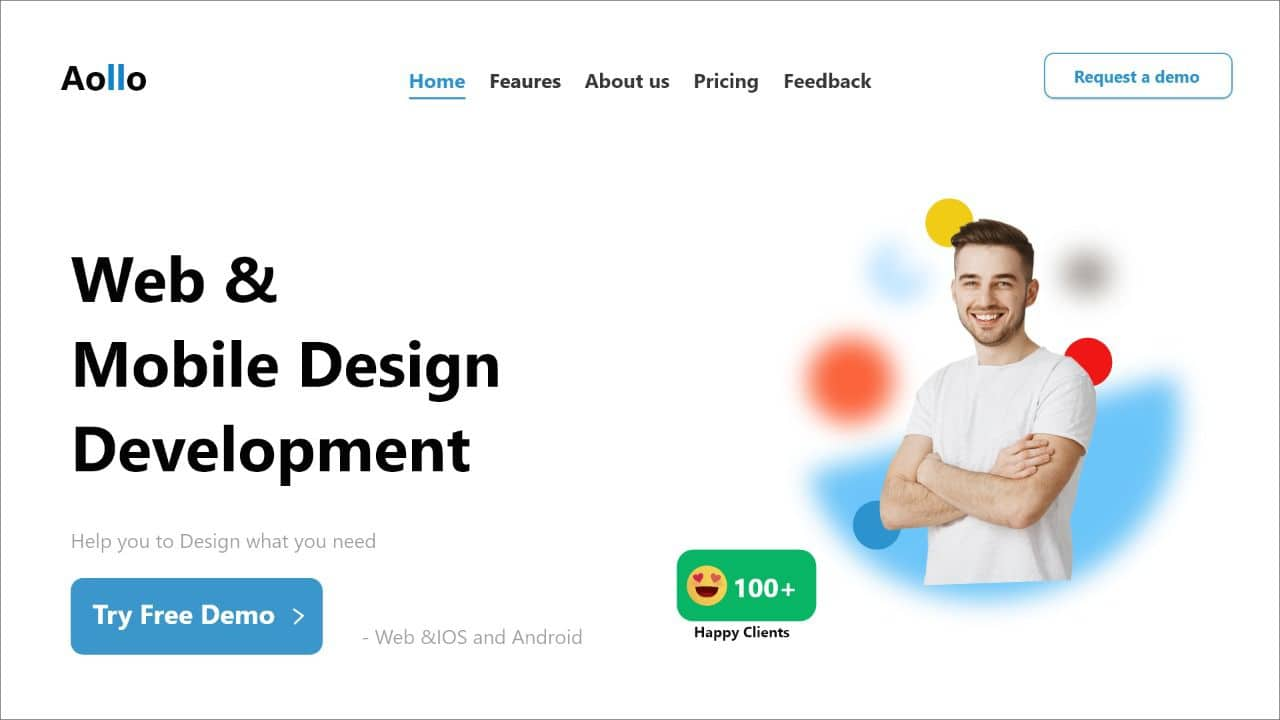 Aollo
Home Feaures About us Pricing Feedback
Request a demo
Web &
Mobile Design
Development
Help you to Design what you need
Try Free Demo >
- Web &IOS and Android
100+
Happy Clients